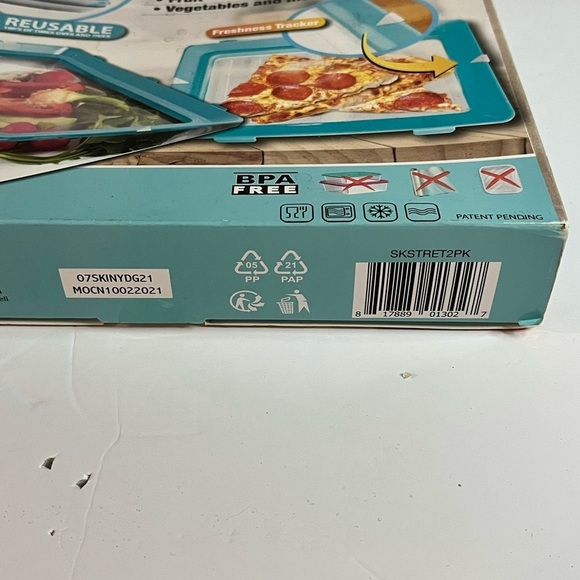 • Fruit
• Vegetables and
REUSABLE
Freshness Tracker
BPA
FREE
PATENT PENDING
07SKINYDG21
MOCN10022021
05
PP
21
PAP
SKSTRET2PK
8 17889 01302 7